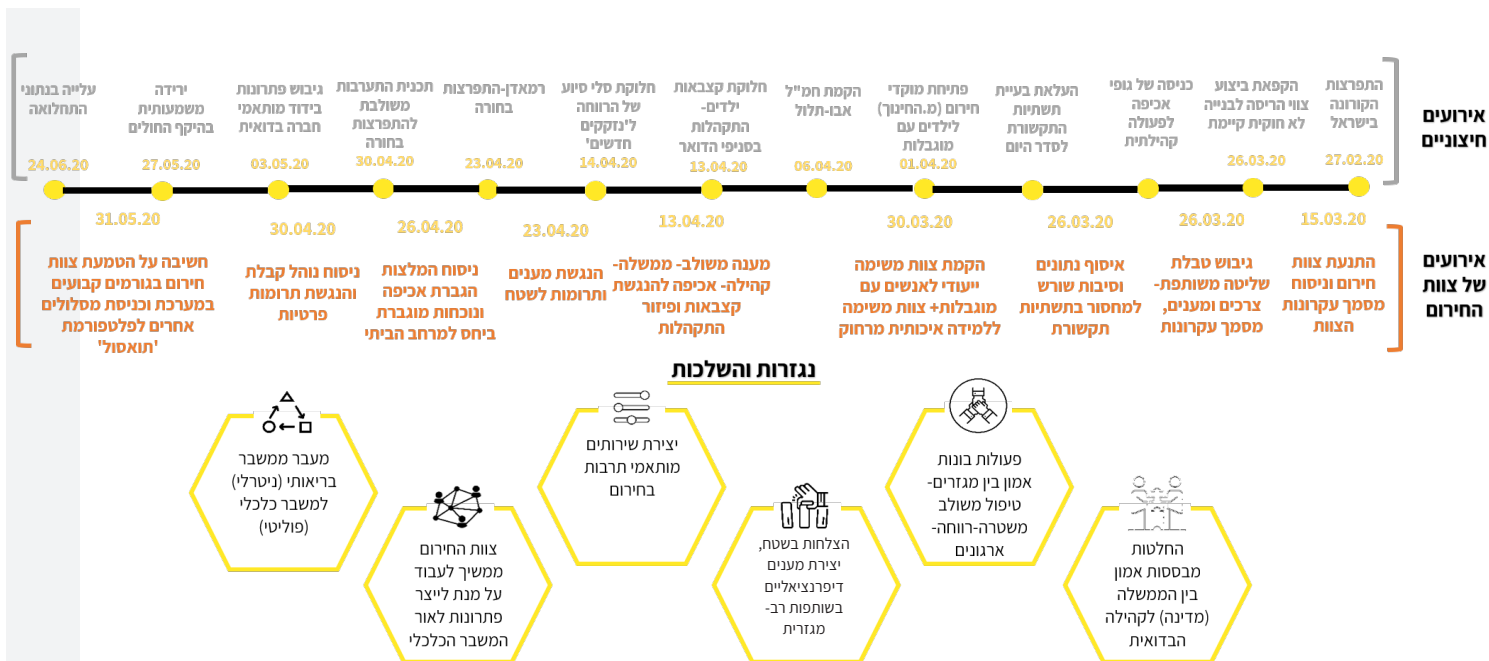 אירועים
חיצוניים
התפרצות
הקורונה
בישראל
27.02.20
הקפאת ביצוע
צווי הריסה לבנייה
לא חוקית קיימת
26.03.20
כניסה של גופי
אכיפה
לפעולה
קהילתית
העלאת בעיית
תשתיות
התקשורת
לסדר היום
פתיחת מוקדי
חירום (מ.החינוך)
לילדים עם
מוגבלות
01.04.20
הקמת חמ"ל
אבו-תלול
06.04.20
חלוקת קצבאות
ילדים-
התקהלות
בסניפי הדואר
13.04.20
חלוקת סלי סיוע
של הרווחה
ל'נזקקים
חדשים'
14.04.20
רמאדן-התפרצות
בחורה
23.04.20
תכנית התערבות
משולבת
להתפרצות
בחורה
30.04.20
גיבוש פתרונות
בידוד מותאמי
חברה בדואית
03.05.20
ירידה
משמעותית
בהיקף החולים
27.05.20
עלייה בנתוני
התחלואה
24.06.20
אירועים
של צוות
החירום
15.03.20
התנעת צוות
חירום וניסוח
מסמך עקרונות
הצוות
26.03.20
גיבוש טבלת
שליטה משותפת-
צרכים ומענים,
מסמך עקרונות
26.03.20
איסוף נתונים
וסיבות שורש
למחסור בתשתיות
תקשורת
30.03.20
הקמת צוות משימה
ייעודי לאנשים עם
מוגבלות+ צוות משימה
ללמידה איכותית מרחוק
13.04.20
מענה משולב- ממשלה-
קהילה- אכיפה להנגשת
קצבאות ופיזור
התקהלות
23.04.20
הנגשת מענים
ותרומות לשטח
26.04.20
ניסוח המלצות
הגברת אכיפה
ונוכחות מוגברת
ביחס למרחב הביתי
30.04.20
ניסוח נוהל קבלת
והנגשת תרומות
פרטיות
31.05.20
חשיבה על הטמעת צוות
חירום בגורמים קבועים
במערכת וכניסת מסלולים
אחרים לפלטפורמת
'תואסול'
נגזרות והשלכות
החלטות
מבססות אמון
בין הממשלה
(מדינה) לקהילה
הבדואית
פעולות בונות
אמון בין מגזרים-
טיפול משולב
משטרה-רווחה-
ארגונים
הצלחות בשטח,
יצירת מענים
דיפרנציאליים
בשותפות רב-
מגזרית
יצירת שירותים
מותאמי תרבות
בחירום
צוות החירום
ממשיך לעבוד
על מנת לייצר
פתרונות לאור
המשבר הכלכלי
מעבר ממשבר
בריאותי (ניטרלי)
למשבר כלכלי
(פוליטי)